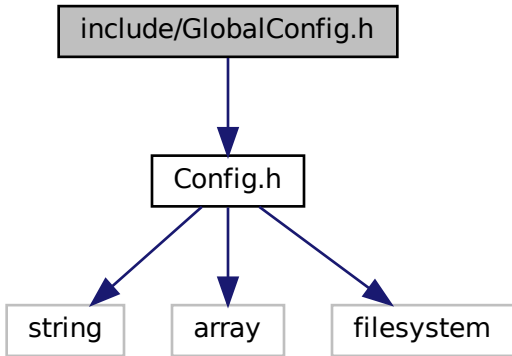 include/GlobalConfig.h
Config.h
string
array
filesystem